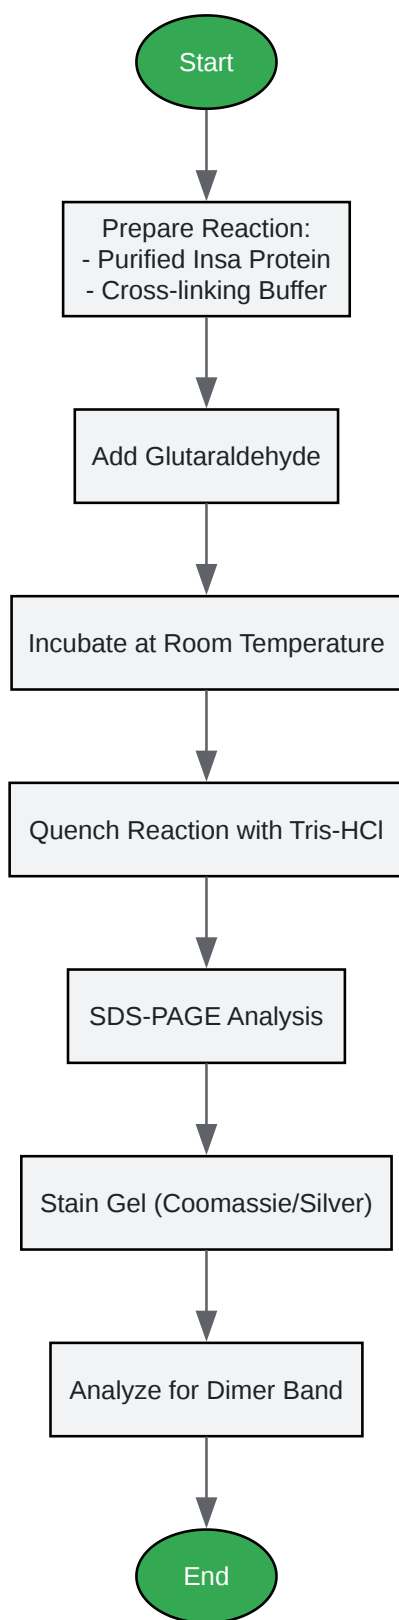 Start
Prepare Reaction:
- Purified Insa Protein
- Cross-linking Buffer
Add Glutaraldehyde
Incubate at Room Temperature
Quench Reaction with Tris-HCl
SDS-PAGE Analysis
Stain Gel (Coomassie/Silver)
Analyze for Dimer Band
End